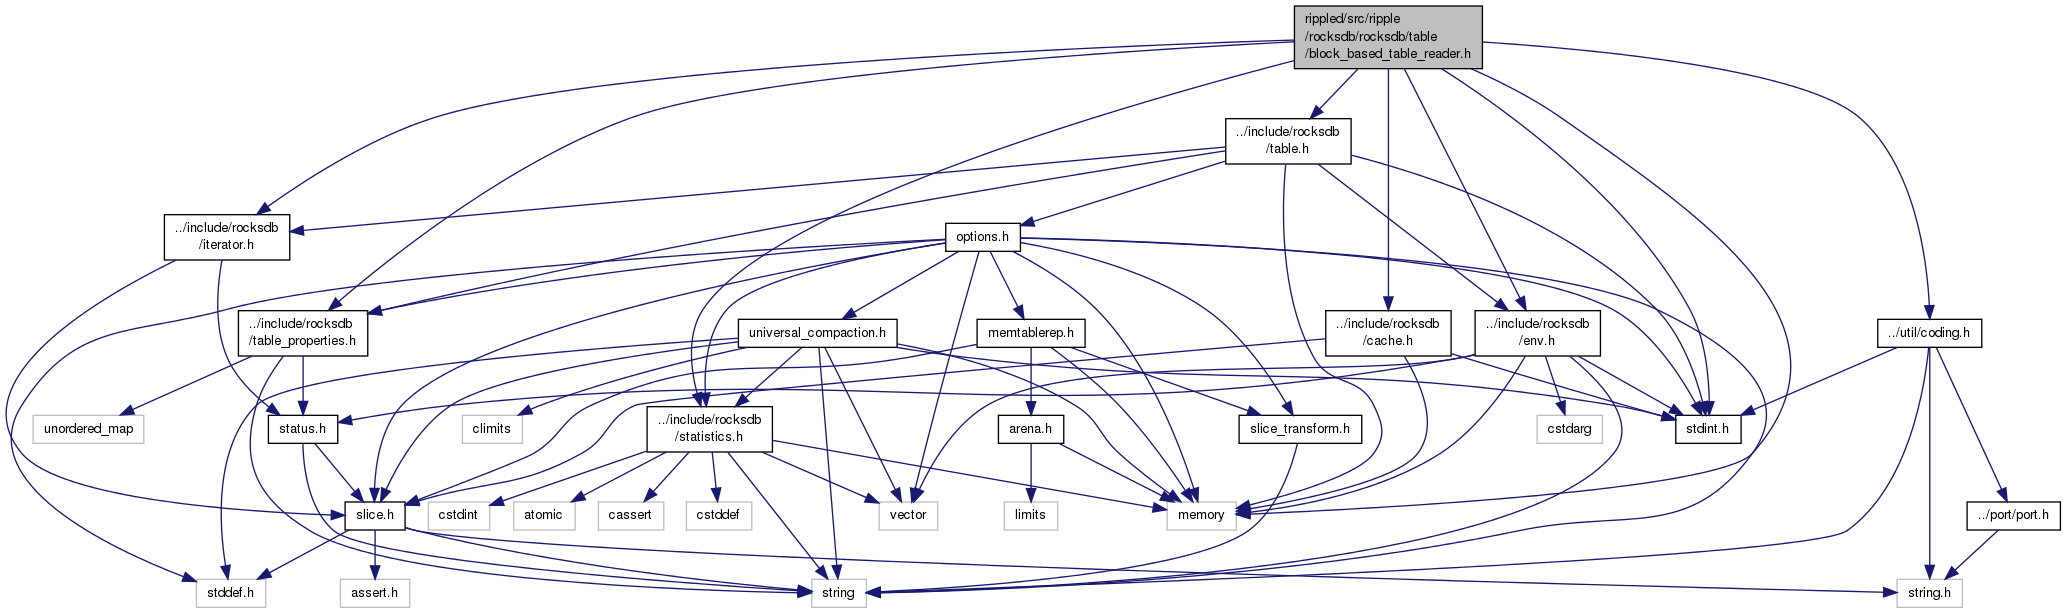 rippled/src/ripple
/rocksdb/rocksdb/table
/block_based_table_reader.h
../include/rocksdb
/table.h
../include/rocksdb
/iterator.h
options.h
../include/rocksdb
/table_properties.h
universal_compaction.h
memtablerep.h
../include/rocksdb
/cache.h
../include/rocksdb
/env.h
../util/coding.h
unordered_map
status.h
climits
../include/rocksdb
/statistics.h
arena.h
slice_transform.h
cstdarg
stdint.h
slice.h
cstdint
atomic
cassert
cstddef
vector
limits
memory
../port/port.h
stddef.h
assert.h
string
string.h